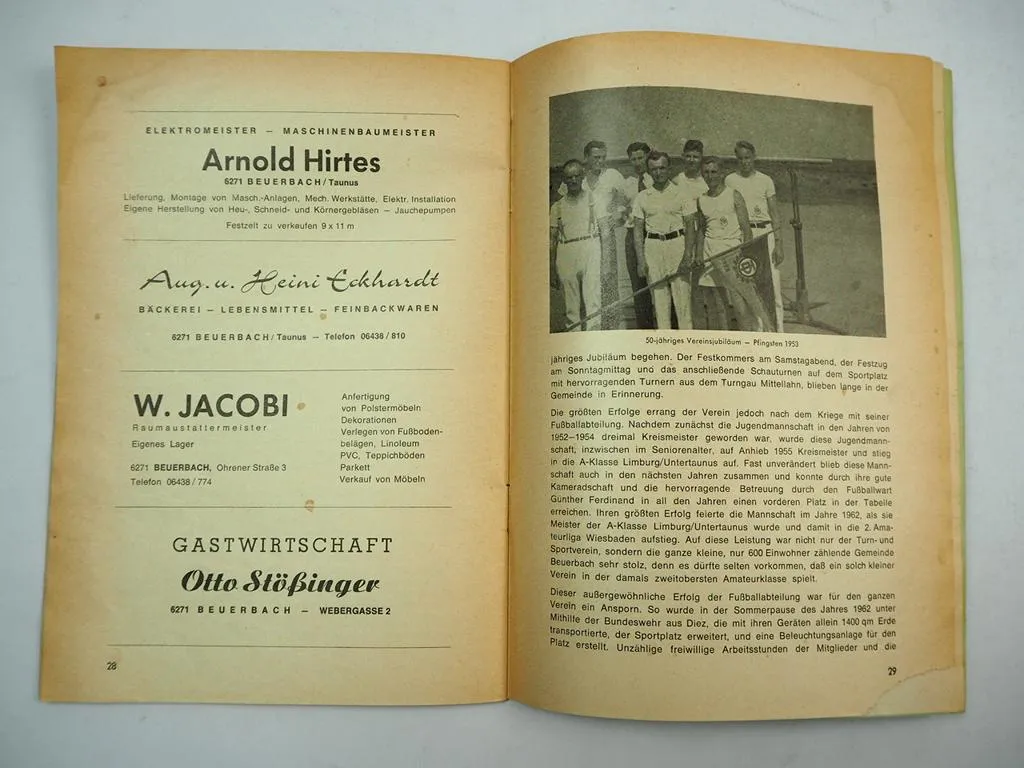 ELEKTROMEISTER – MASCHINENBAUMEISTER
Arnold Hirtes
6271 BEUERBACH/Taunus
Lieferung, Montage von Masch.-Anlagen, Mech. Werkstätte, Elektr. Installation
Eigene Herstellung von Heu-, Schneid- und Körnergebläsen – Jauchepumpen
Festzelt zu verkaufen 9 x 11 m
Aug. u. Heini Eckhardt
BÄCKEREI – LEBENSMITTEL – FEINBACKWAREN
6271 BEUERBACH/Taunus – Telefon 06438/810
W. JACOBI
Raumaustattermeister
Eigenes Lager
6271 BEUERBACH, Ohrener Straße 3
Telefon 06438/774
Anfertigung
von Polstermöbeln
Dekorationen
Verlegen von Fußboden-
belägen, Linoleum
PVC, Teppichböden
Parkett
Verkauf von Möbeln
GASTWIRTSCHAFT
Otto Stößinger
6271 BEUERBACH – WEBERGASSE 2
28
50-jähriges Vereinsjubiläum – Pfingsten 1953
jähriges Jubiläum begehen. Der Festkommers am Samstagabend, der Festzug
am Sonntagmittag und das anschließende Schauturnen auf dem Sportplatz
mit hervorragenden Turnern aus dem Turngau Mittellahn, blieben lange in der
Gemeinde in Erinnerung.
Die größten Erfolge errang der Verein jedoch nach dem Kriege mit seiner
Fußballabteilung. Nachdem zunächst die Jugendmannschaft in den Jahren von
1952–1954 dreimal Kreismeister geworden war, wurde diese Jugendmann-
schaft, inzwischen im Seniorenalter, auf Anhieb 1955 Kreismeister und stieg
in die A-Klasse Limburg/Untertaunus auf. Fast unverändert blieb diese Mann-
schaft auch in den nächsten Jahren zusammen und konnte durch ihre gute
Kameradschaft und die hervorragende Betreuung durch den Fußballwart
Günther Ferdinand in all den Jahren einen vorderen Platz in der Tabelle
erreichen. Ihren größten Erfolg feierte die Mannschaft im Jahre 1962, als sie
Meister der A-Klasse Limburg/Untertaunus wurde und damit in die 2. Ama-
teurliga Wiesbaden aufstieg. Auf diese Leistung war nicht nur der Turn- und
Sportverein, sondern die ganze kleine, nur 600 Einwohner zählende Gemeinde
Beuerbach sehr stolz, denn es dürfte selten vorkommen, daß ein solch kleiner
Verein in der damals zweitobersten Amateurklasse spielt.
Dieser außergewöhnliche Erfolg der Fußballabteilung war für den ganzen
Verein ein Ansporn. So wurde in der Sommerpause des Jahres 1962 unter
Mithilfe der Bundeswehr aus Diez, die mit ihren Geräten allein 1400 qm Erde
transportierte, der Sportplatz erweitert, und eine Beleuchtungsanlage für den
Platz erstellt. Unzählige freiwillige Arbeitsstunden der Mitglieder und die
29